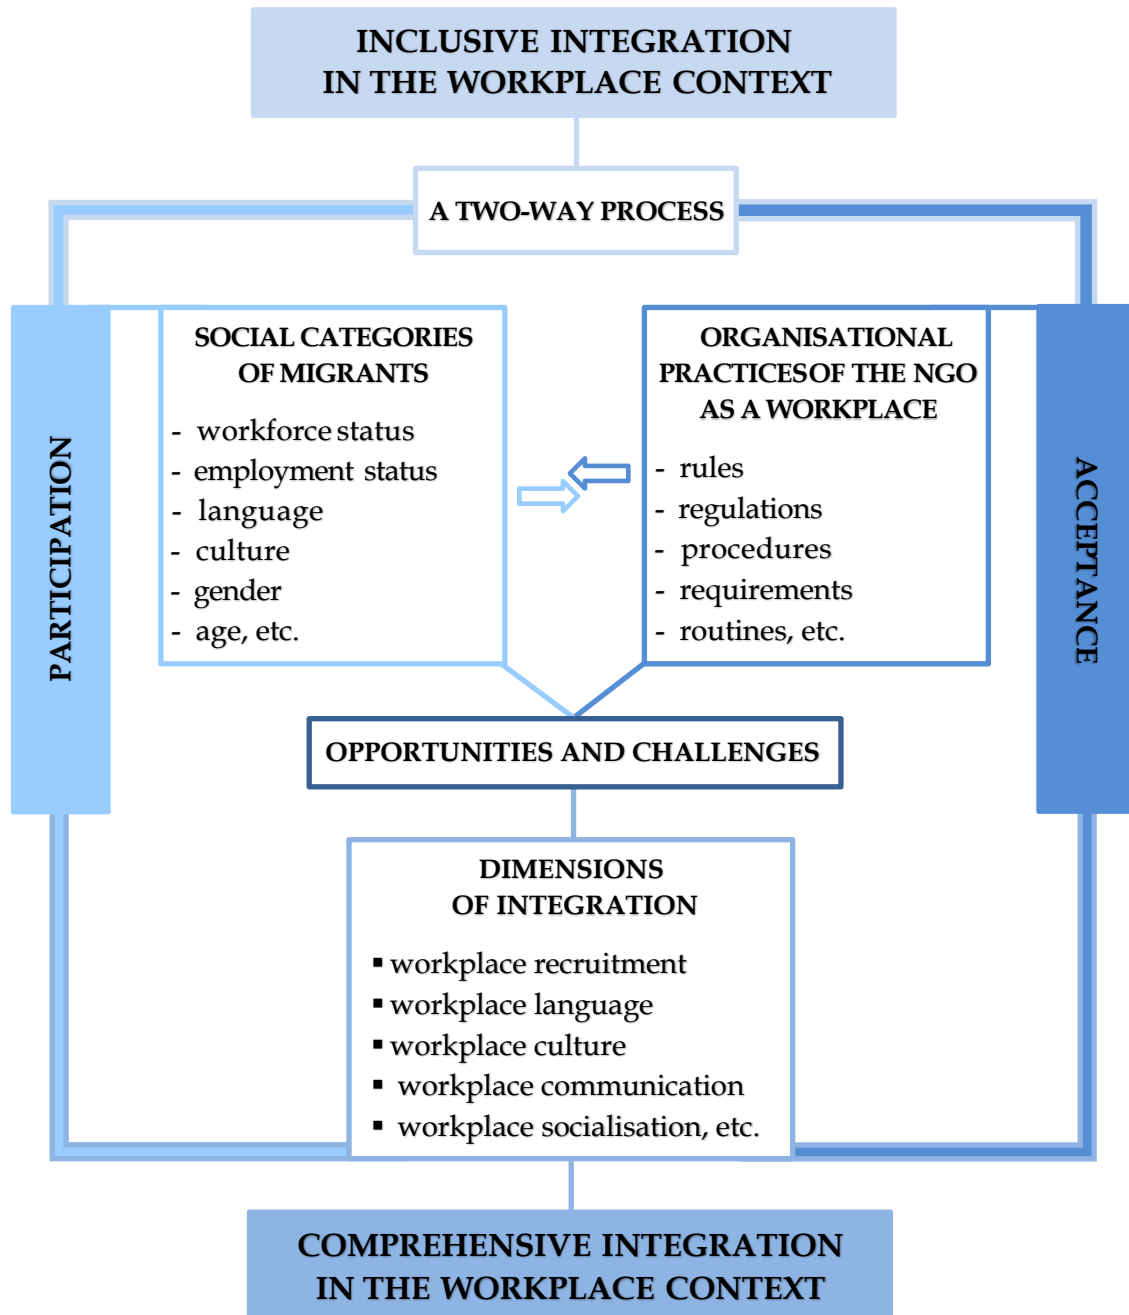 INCLUSIVE INTEGRATION
IN THE WORKPLACE CONTEXT
A TWO-WAY PROCESS
PARTICIPATION
SOCIAL CATEGORIES
OF MIGRANTS
- workforce status
- employment status
- language
- culture
- gender
- age, etc.
ORGANISATIONAL
PRACTICES OF THE NGO
AS A WORKPLACE
- rules
- regulations
- procedures
- requirements
- routines, etc.
ACCEPTANCE
OPPORTUNITIES AND CHALLENGES
DIMENSIONS
OF INTEGRATION
▪ workplace recruitment
▪ workplace language
▪ workplace culture
▪ workplace communication
▪ workplace socialisation, etc.
COMPREHENSIVE INTEGRATION
IN THE WORKPLACE CONTEXT